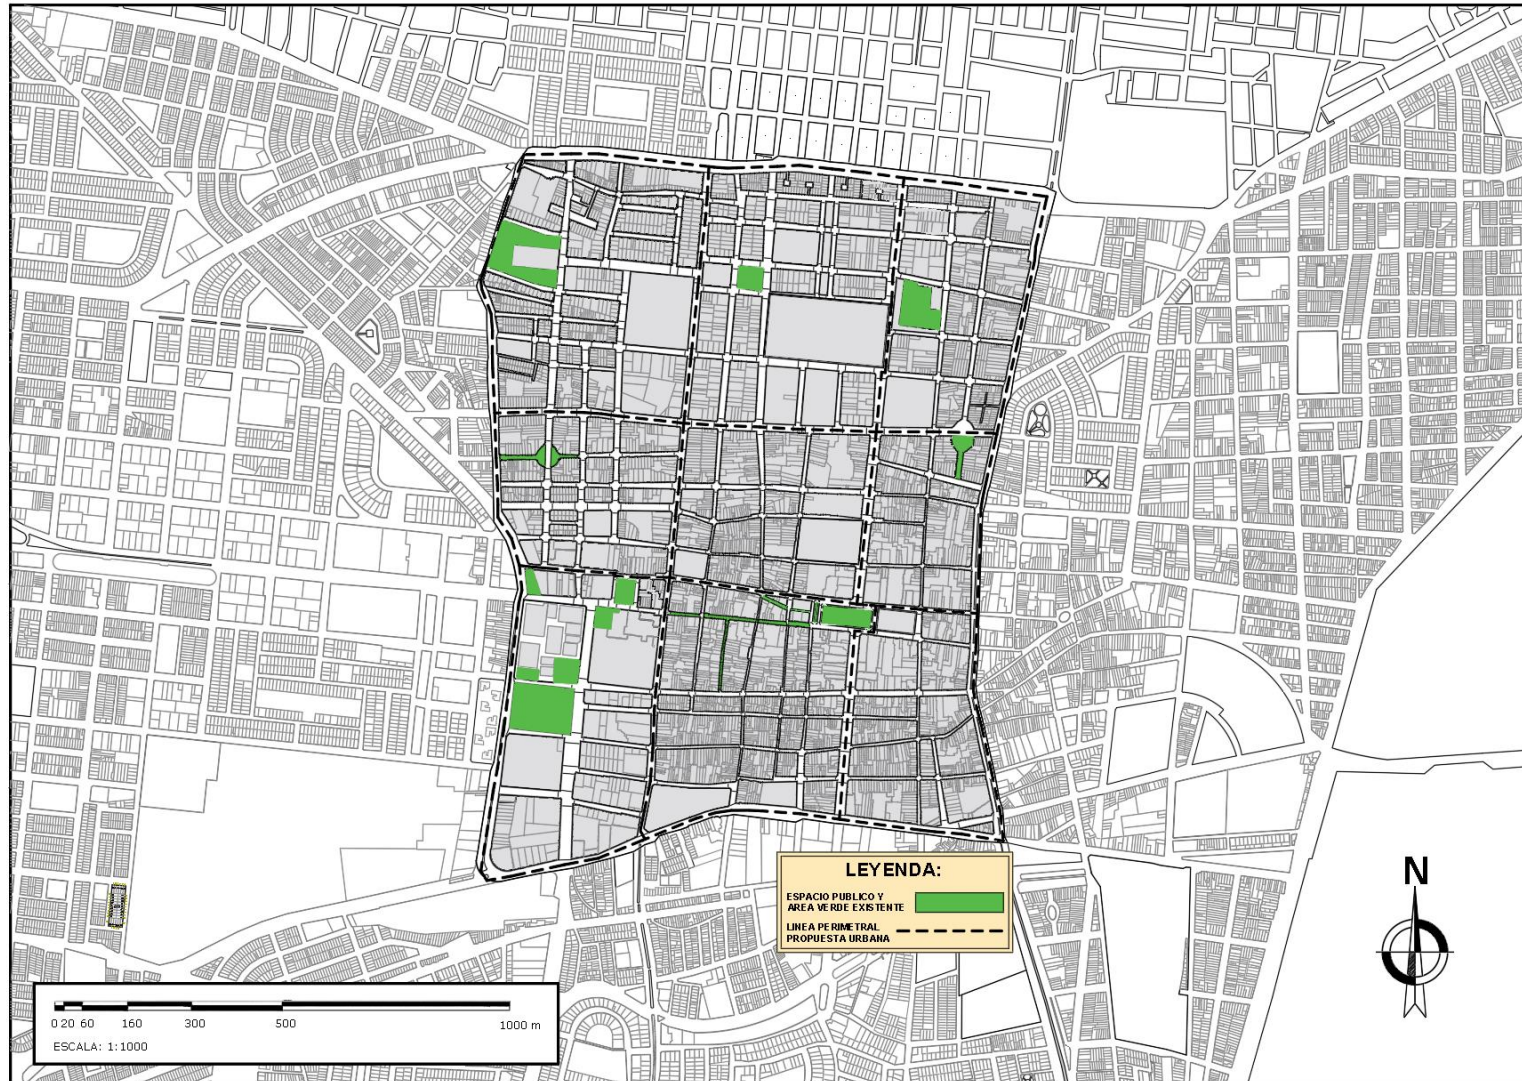 LEYENDA:
ESPACIO PUBLICO Y
AREA VERDE EXISTENTE
LINEA PERIMETRAL
PROPUESTA URBANA
N
0 20 60 160 300 500 1000 m
ESCALA: 1:1000